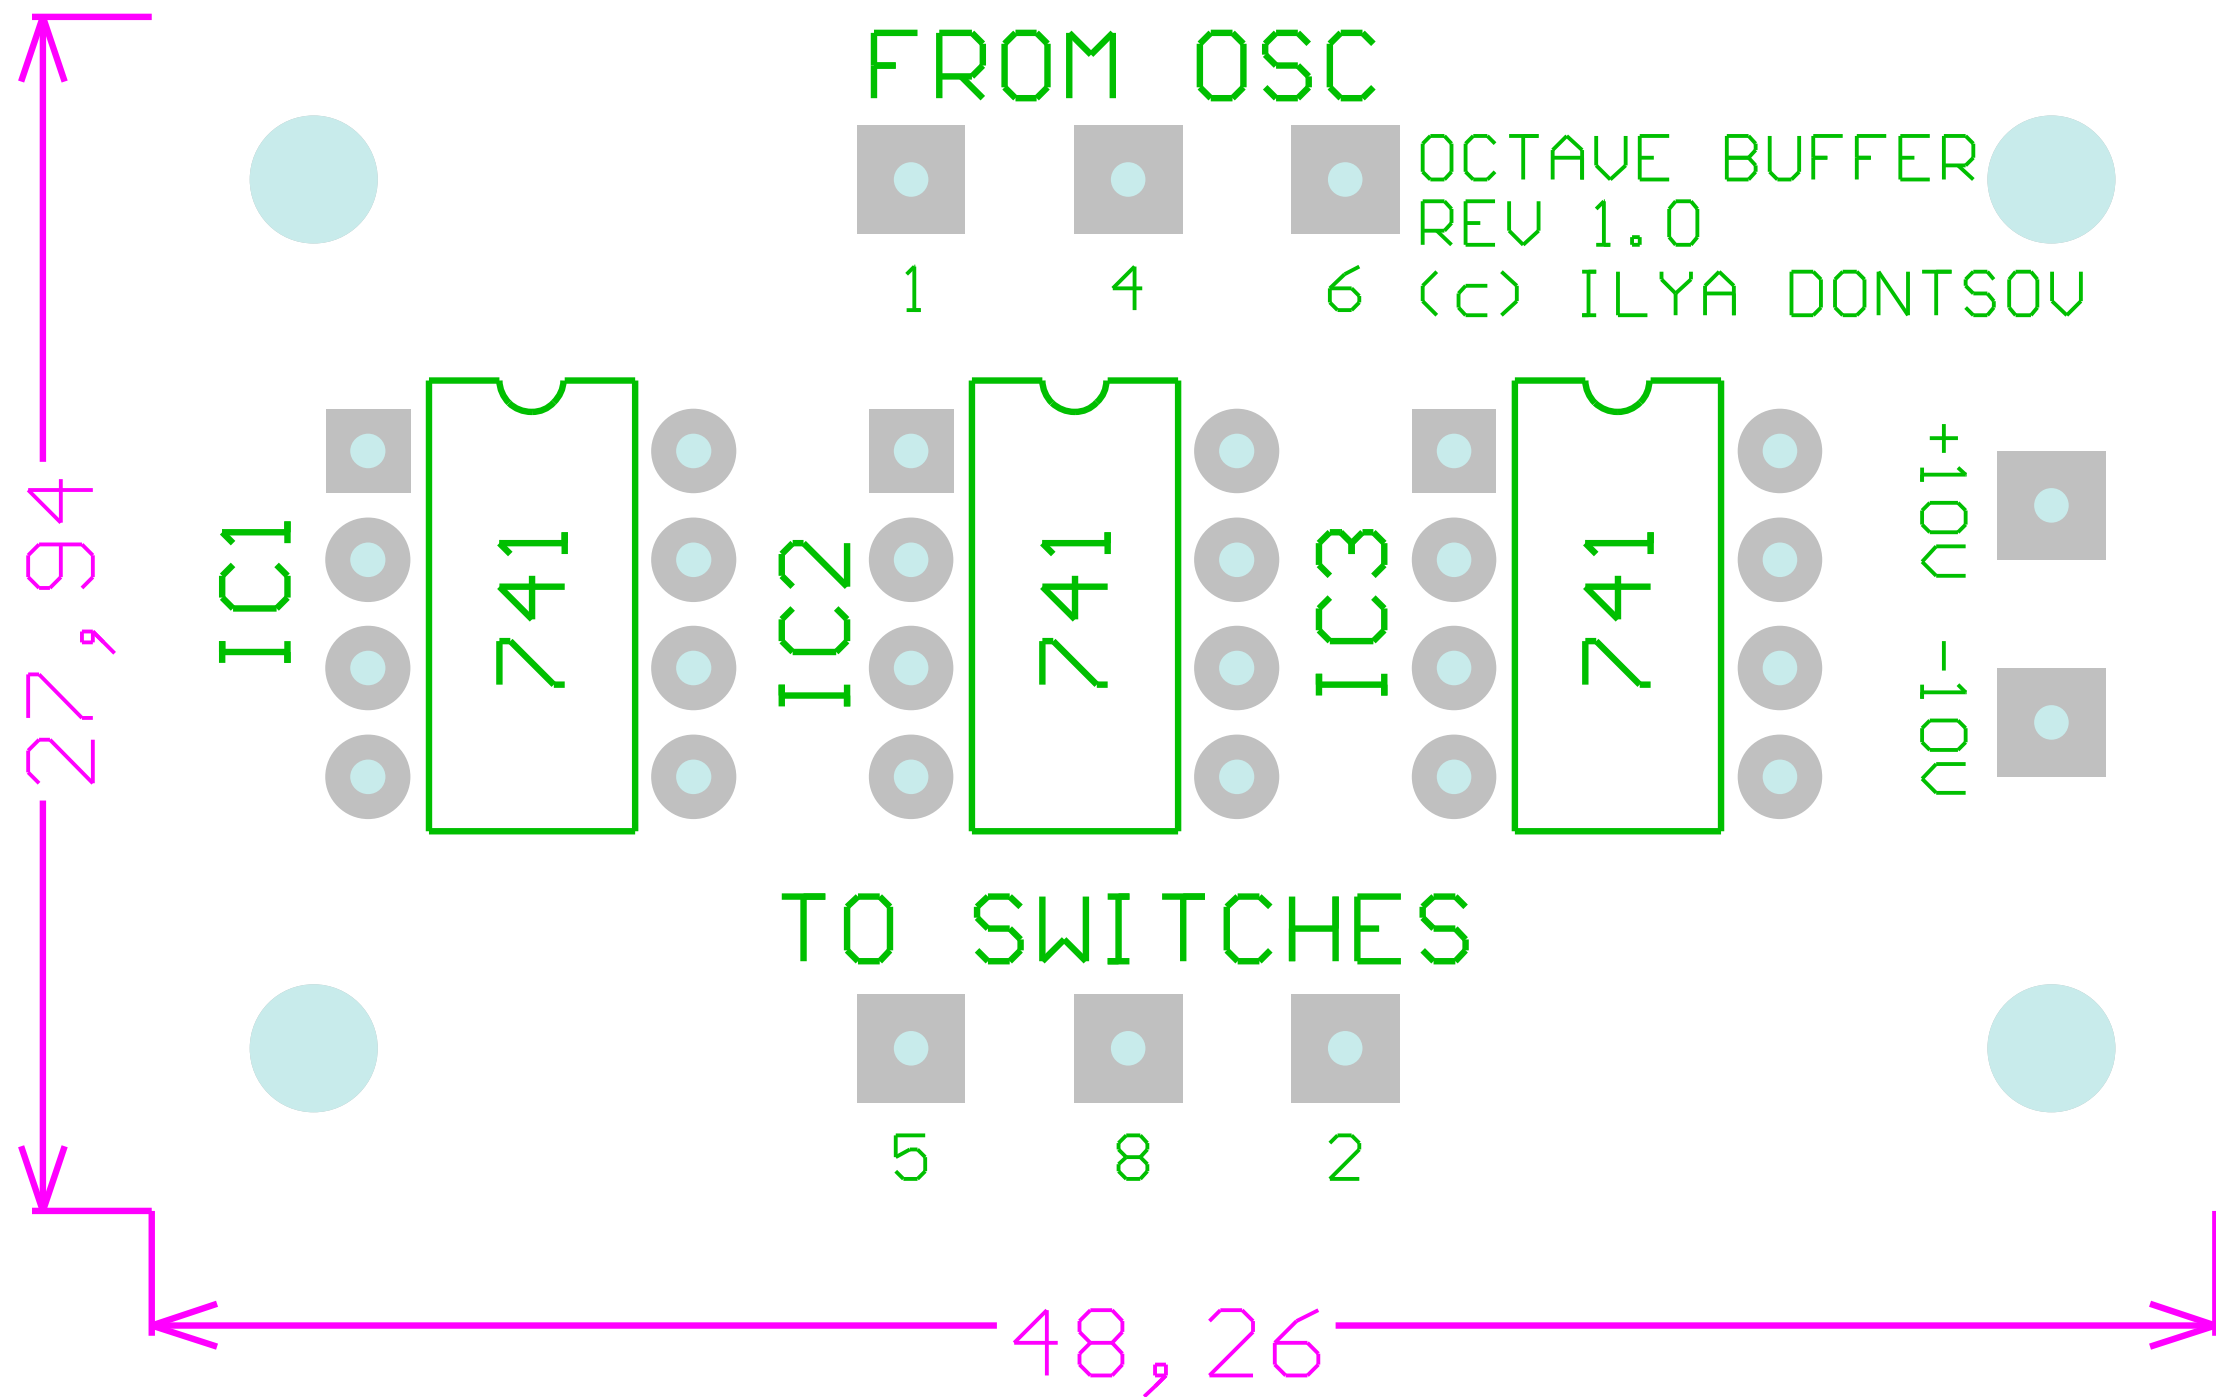 FROM OSC
OCTAVE BUFFER
REV 1.0
(c) ILYA DONTSOV
1 4 6
IC1
741
IC2
741
IC3
741
+10V
-10V
27,94
TO SWITCHES
5 8 2
48,26